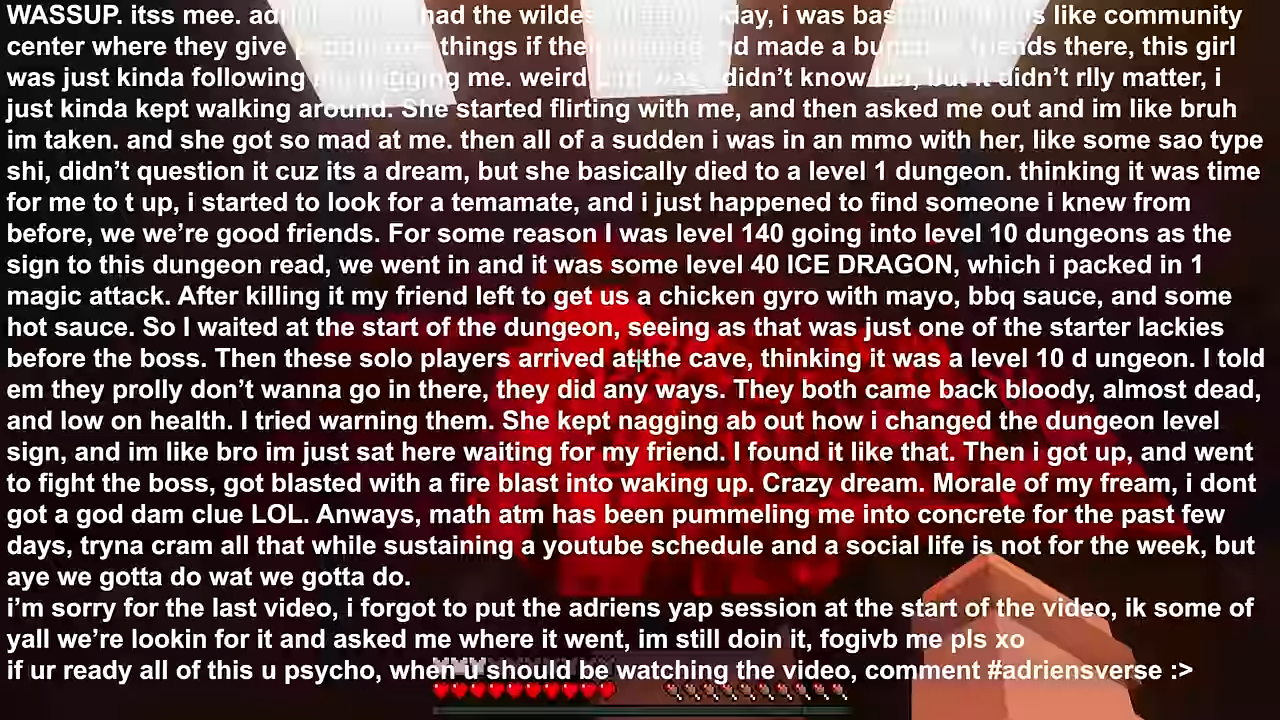 WASSUP. itss mee. had the day, i was like community
center where they give things if the made a friends there, this girl
was just kinda following me. weird didn’t know but it didn’t rlly matter, i
just kinda kept walking around. She started flirting with me, and then asked me out and im like bruh
im taken. and she got so mad at me. then all of a sudden i was in an mmo with her, like some sao type
shi, didn’t question it cuz its a dream, but she basically died to a level 1 dungeon. thinking it was time
for me to t up, i started to look for a temamate, and i just happened to find someone i knew from
before, we we’re good friends. For some reason I was level 140 going into level 10 dungeons as the
sign to this dungeon read, we went in and it was some level 40 ICE DRAGON, which i packed in 1
magic attack. After killing it my friend left to get us a chicken gyro with mayo, bbq sauce, and some
hot sauce. So I waited at the start of the dungeon, seeing as that was just one of the starter lackies
before the boss. Then these solo players arrived at the cave, thinking it was a level 10 d ungeon. I told
em they prolly don’t wanna go in there, they did any ways. They both came back bloody, almost dead,
and low on health. I tried warning them. She kept nagging ab out how i changed the dungeon level
sign, and im like bro im just sat here waiting for my friend. I found it like that. Then i got up, and went
to fight the boss, got blasted with a fire blast into waking up. Crazy dream. Morale of my fream, i dont
got a god dam clue LOL. Anways, math atm has been pummeling me into concrete for the past few
days, tryna cram all that while sustaining a youtube schedule and a social life is not for the week, but
aye we gotta do wat we gotta do.
i’m sorry for the last video, i forgot to put the adriens yap session at the start of the video, ik some of
yall we’re lookin for it and asked me where it went, im still doin it, fogivb me pls xo
if ur ready all of this u psycho, when u should be watching the video, comment #adriensverse :>